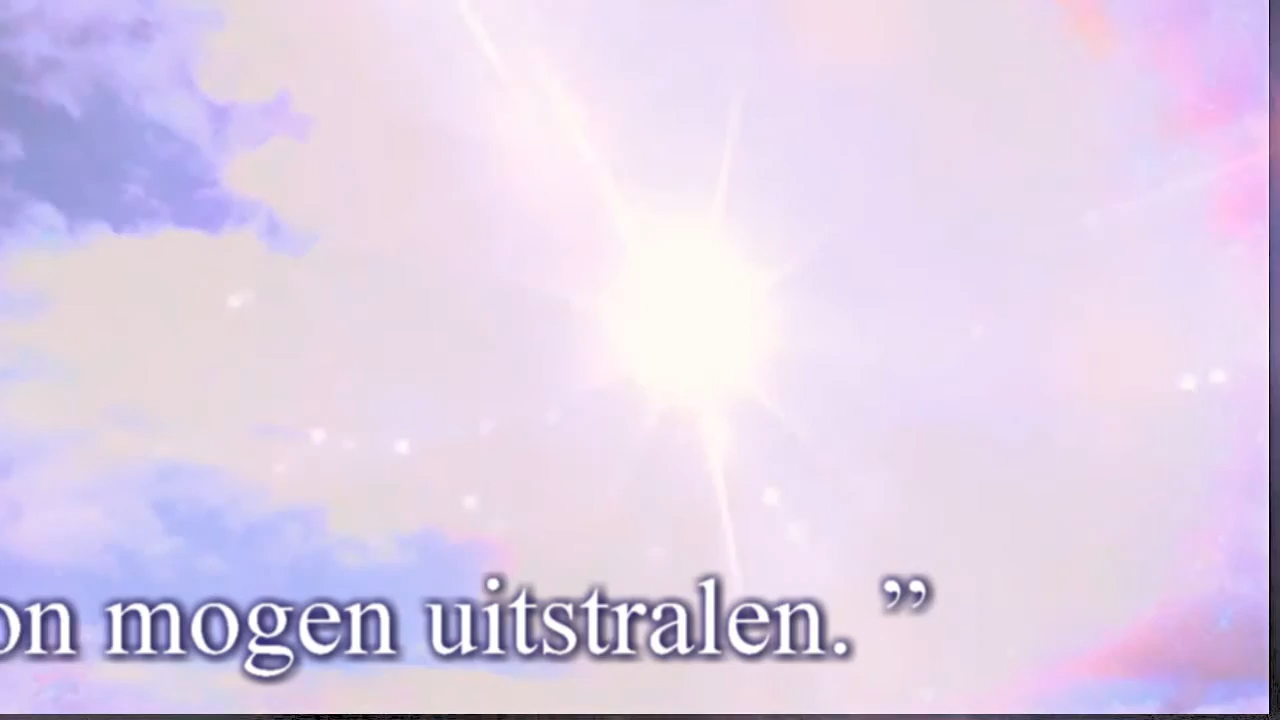 on mogen uitstralen. ”